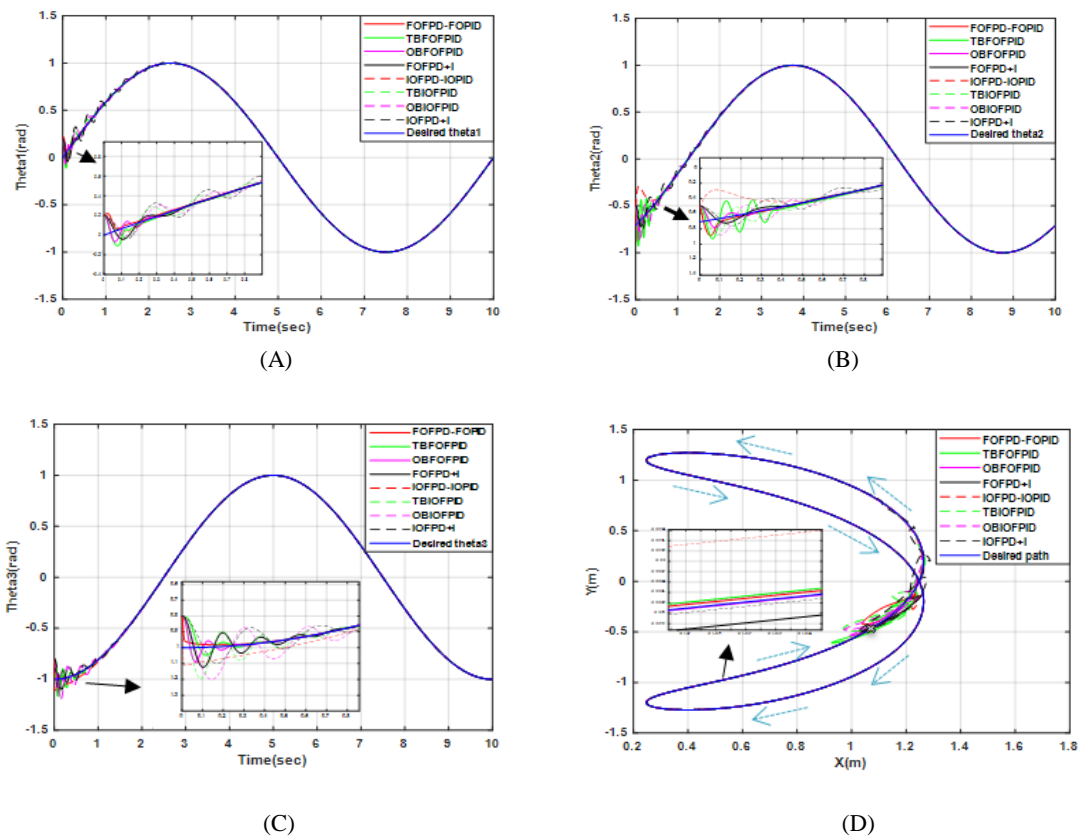 1.5
1
0.5
0
-0.5
-1
-1.5
Theta1(rad)
0 1 2 3 4 5 6 7 8 9 10
Time(sec)
FOFPD-FOPID
TBFOFPID
OBFOFPID
FOFPD+I
IOFPD-IOPID
TBIOFPID
OBIOFPID
IOFPD+I
Desired theta1
(A)
1.5
1
0.5
0
-0.5
-1
-1.5
Theta2(rad)
0 1 2 3 4 5 6 7 8 9 10
Time(sec)
FOFPD-FOPID
TBFOFPID
OBFOFPID
FOFPD+I
IOFPD-IOPID
TBIOFPID
OBIOFPID
IOFPD+I
Desired theta2
(B)
1.5
1
0.5
0
-0.5
-1
-1.5
Theta3(rad)
0 1 2 3 4 5 6 7 8 9 10
Time(sec)
FOFPD-FOPID
TBFOFPID
OBFOFPID
FOFPD+I
IOFPD-IOPID
TBIOFPID
OBIOFPID
IOFPD+I
Desired theta3
(C)
1.5
1
0.5
0
-0.5
-1
-1.5
Y(m)
0.2 0.4 0.6 0.8 1 1.2 1.4 1.6 1.8
X(m)
FOFPD-FOPID
TBFOFPID
OBFOFPID
FOFPD+I
IOFPD-IOPID
TBIOFPID
OBIOFPID
IOFPD+I
Desired path
(D)